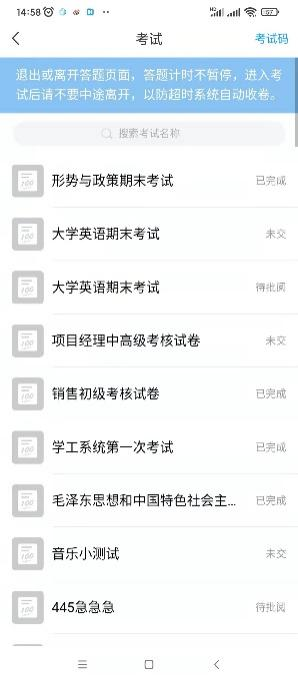 14:58
57
考试
考试码
退出或离开答题页面，答题计时不暂停，进入考
试后请不要中途离开，以防超时系统自动收卷。
搜索考试名称
形势与政策期末考试 已完成
大学英语期末考试 未交
大学英语期末考试 待批阅
项目经理中高级考核试卷 未交
销售初级考核试卷 已完成
学工系统第一次考试 已完成
毛泽东思想和中国特色社会主... 已完成
音乐小测试 未交
445急急急 待批阅